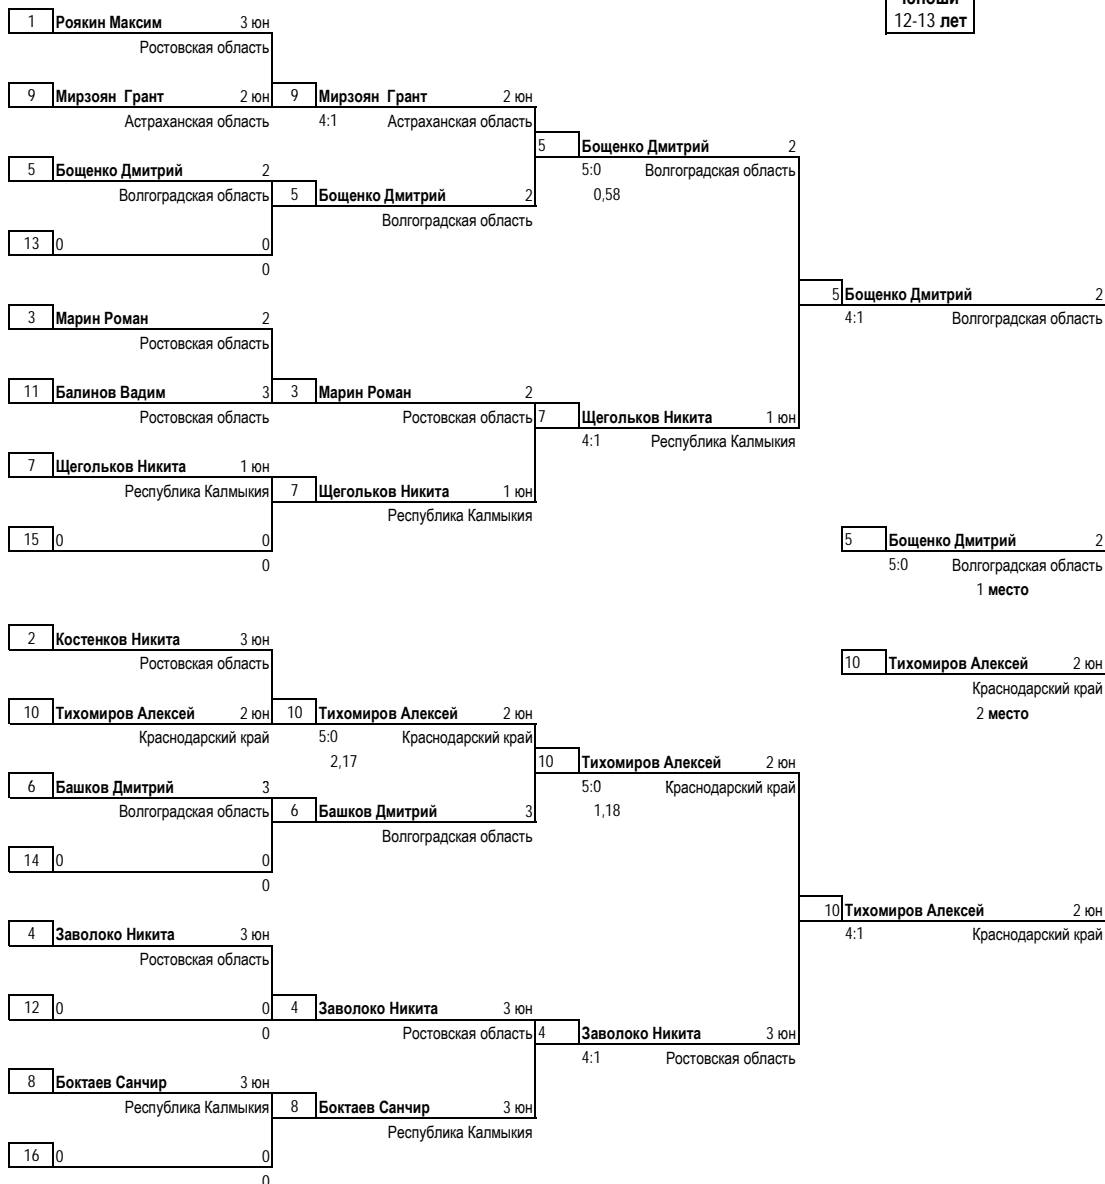 юноши
12-13 лет
1 Роякин Максим 3 юн
Ростовская область
9 Мирзоян Грант 2 юн 9 Мирзоян Грант 2 юн
Астраханская область 4:1 Астраханская область
5 Бощенко Дмитрий 2
5 Бощенко Дмитрий 2
5:0 Волгоградская область
Волгоградская область 5 Бощенко Дмитрий 2
0,58
Волгоградская область
13 0 0
0
5 Бощенко Дмитрий 2
3 Марин Роман 2
4:1 Волгоградская область
Ростовская область
11 Балинов Вадим 3 3 Марин Роман 2
Ростовская область Ростовская область 7 Щегольков Никита 1 юн
4:1 Республика Калмыкия
7 Щегольков Никита 1 юн
Республика Калмыкия 7 Щегольков Никита 1 юн
Республика Калмыкия
15 0 0 5 Бощенко Дмитрий 2
0 5:0 Волгоградская область
1 место
2 Костенков Никита 3 юн
Ростовская область 10 Тихомиров Алексей 2 юн
Краснодарский край
10 Тихомиров Алексей 2 юн 10 Тихомиров Алексей 2 юн 2 место
Краснодарский край 5:0 Краснодарский край
2,17 10 Тихомиров Алексей 2 юн
6 Башков Дмитрий 3 5:0 Краснодарский край
Волгоградская область 6 Башков Дмитрий 3 1,18
Волгоградская область
14 0 0
0
10 Тихомиров Алексей 2 юн
4 Заволоко Никита 3 юн 4:1 Краснодарский край
Ростовская область
12 0 0 4 Заволоко Никита 3 юн
0 Ростовская область 4 Заволоко Никита 3 юн
4:1 Ростовская область
8 Боктаев Санчир 3 юн
Республика Калмыкия 8 Боктаев Санчир 3 юн
Республика Калмыкия
16 0 0
0